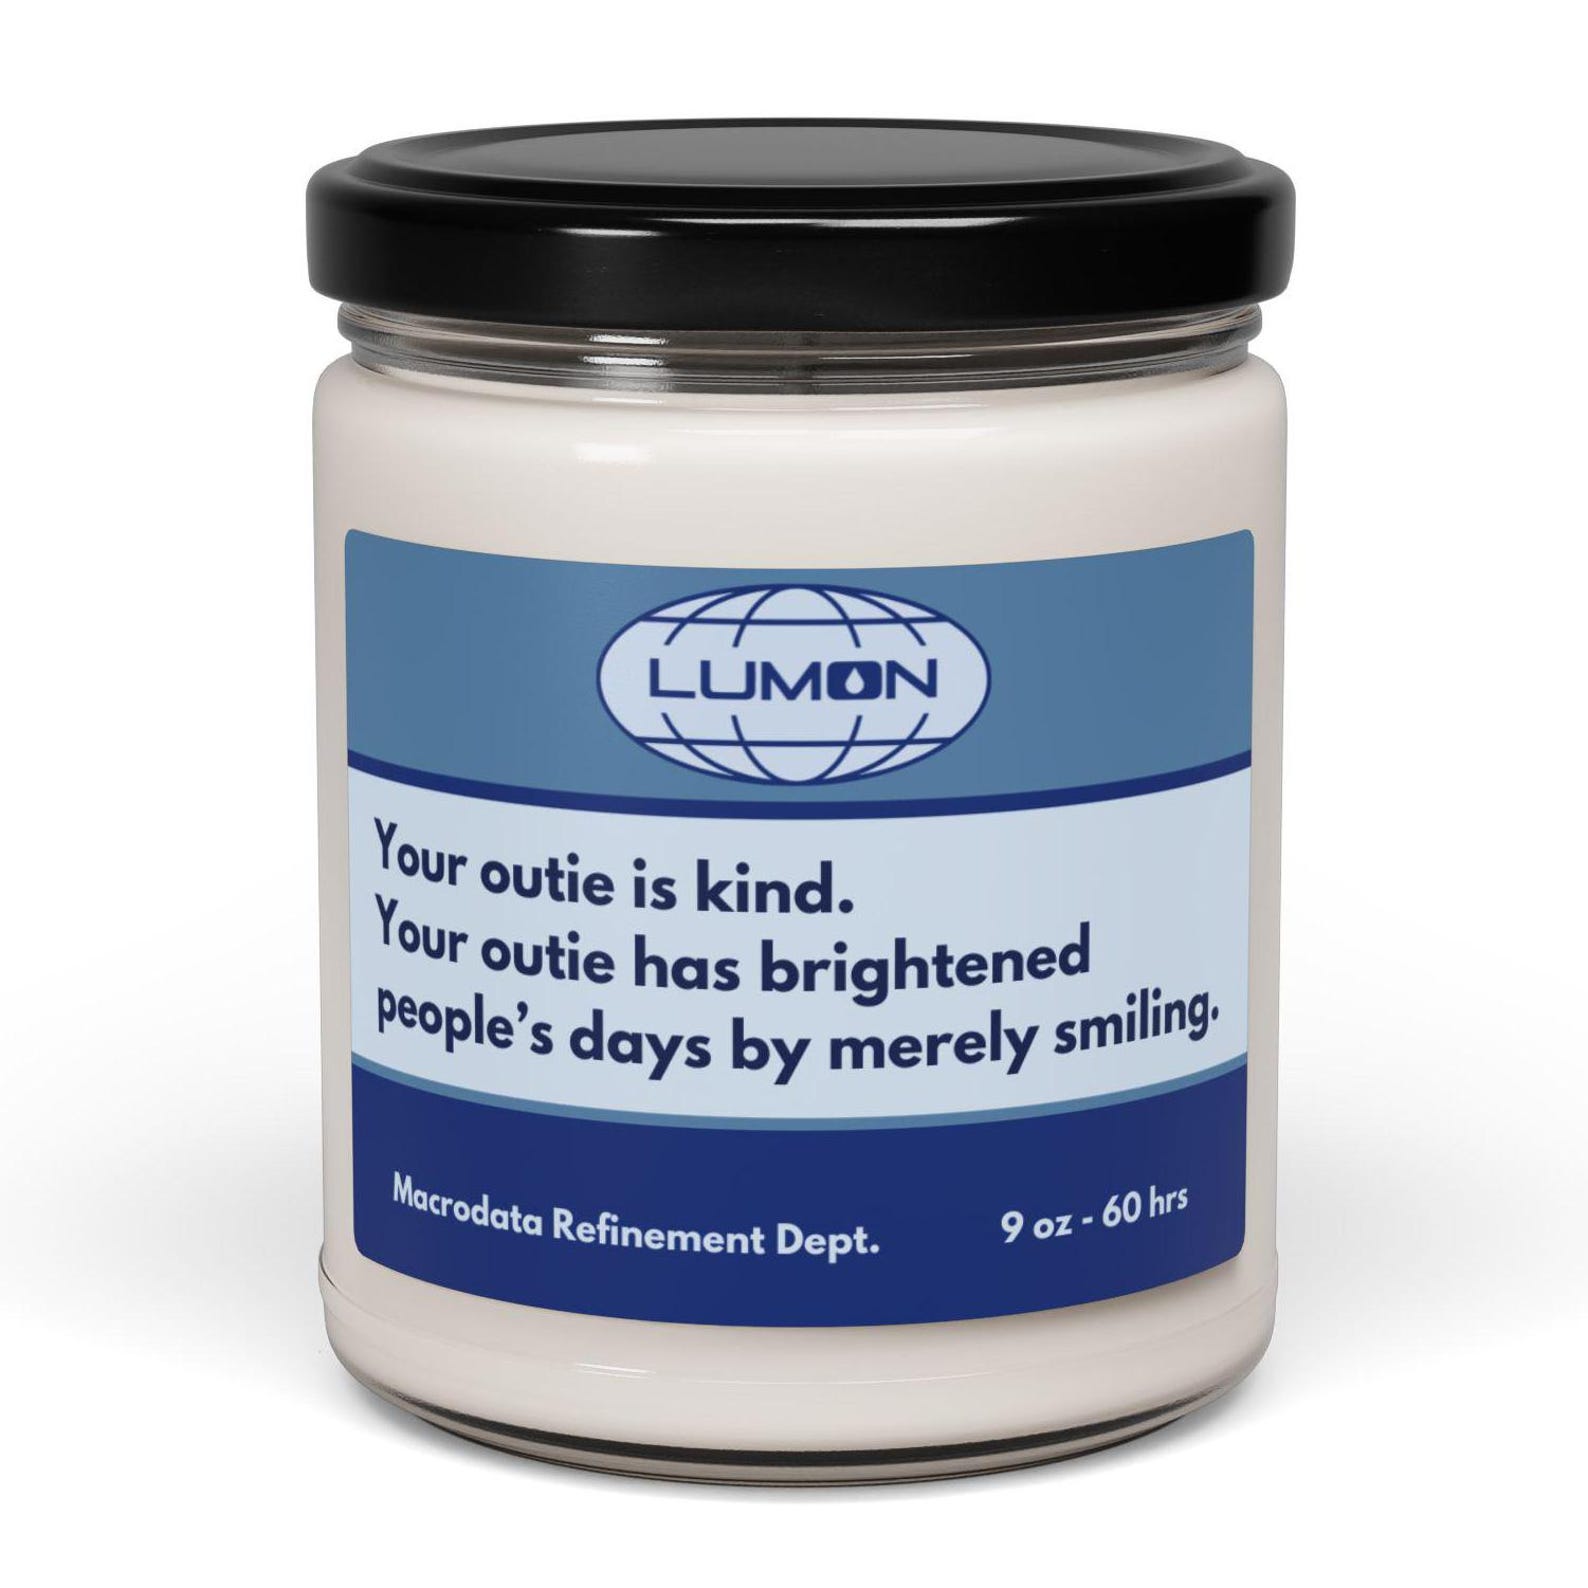 LUMON
Your outie is kind.
Your outie has brightened
people's days by merely smiling.
Macrodata Refinement Dept.
9 oz - 60 hrs